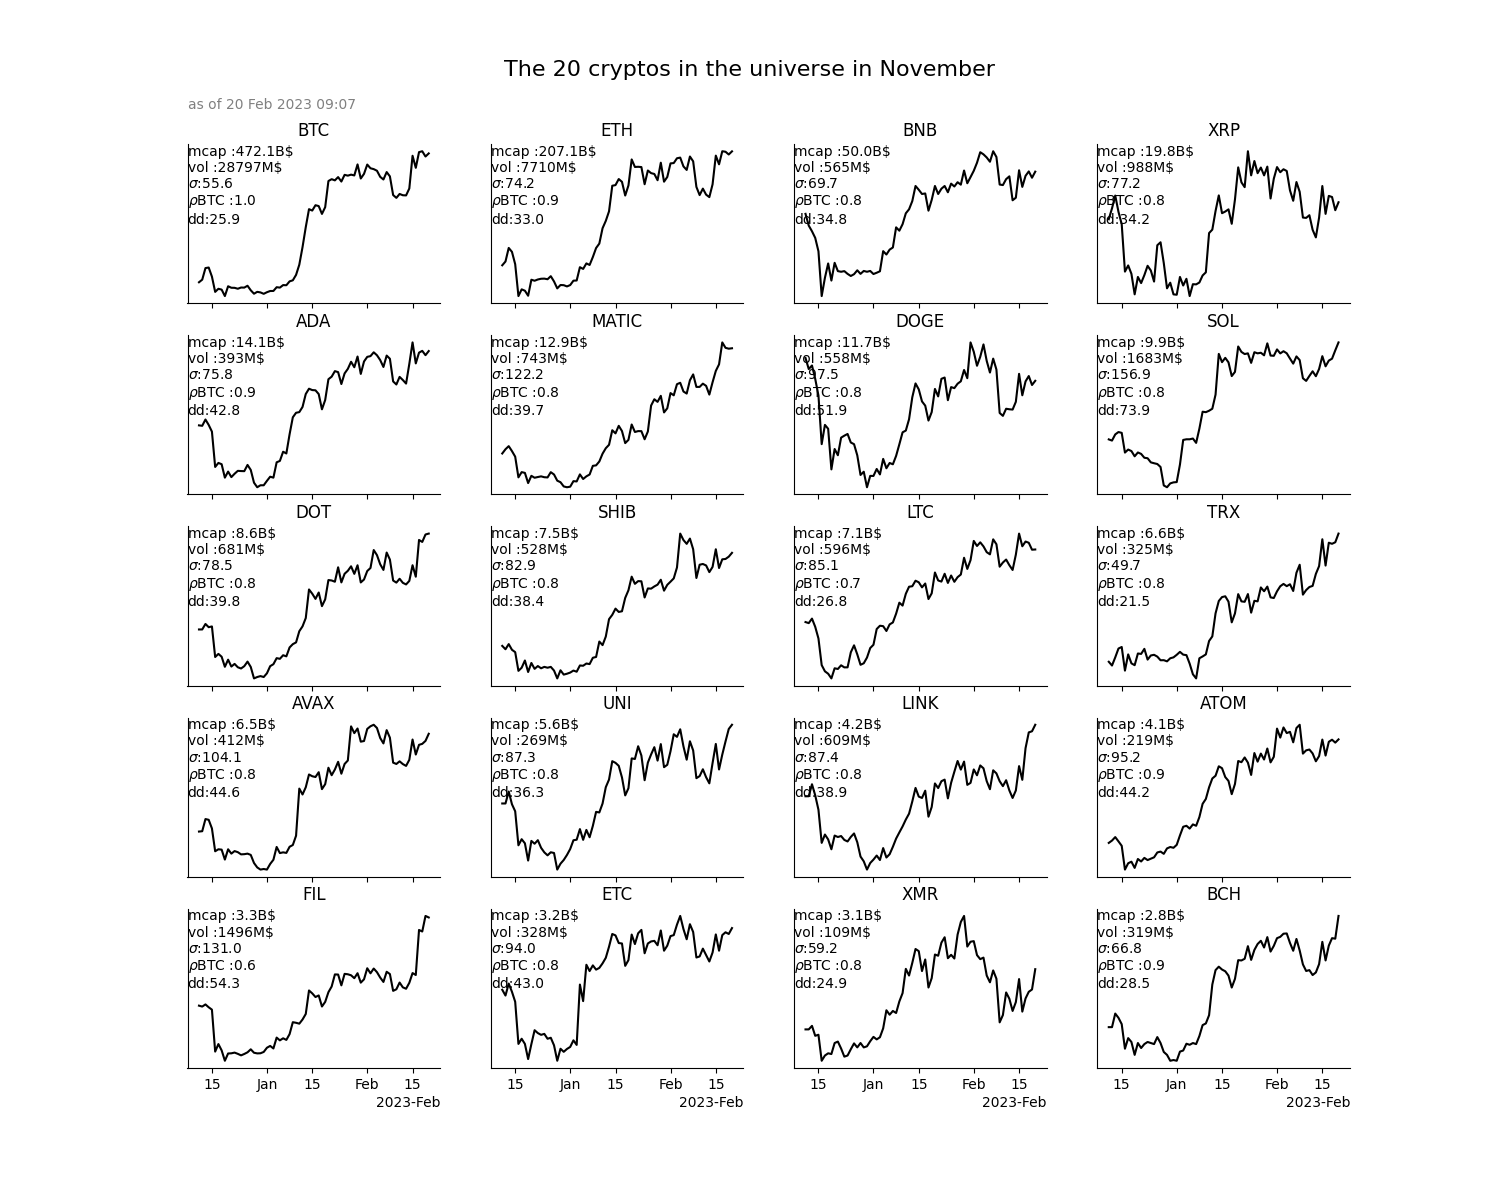 The 20 cryptos in the universe in November
as of 20 Feb 2023 09:07
BTC
mcap :472.1B$
vol :28797M$
σ:55.6
ρBTC :1.0
dd:25.9
ETH
mcap :207.1B$
vol :7710M$
σ:74.2
ρBTC :0.9
dd:33.0
BNB
mcap :50.0B$
vol :565M$
σ:69.7
ρBTC :0.8
dd:34.8
XRP
mcap :19.8B$
vol :988M$
σ:77.2
ρBTC :0.8
dd:34.2
ADA
mcap :14.1B$
vol :393M$
σ:75.8
ρBTC :0.9
dd:42.8
MATIC
mcap :12.9B$
vol :743M$
σ:122.2
ρBTC :0.8
dd:39.7
DOGE
mcap :11.7B$
vol :558M$
σ:97.5
ρBTC :0.8
dd:51.9
SOL
mcap :9.9B$
vol :1683M$
σ:156.9
ρBTC :0.8
dd:73.9
DOT
mcap :8.6B$
vol :681M$
σ:78.5
ρBTC :0.8
dd:39.8
SHIB
mcap :7.5B$
vol :528M$
σ:82.9
ρBTC :0.8
dd:38.4
LTC
mcap :7.1B$
vol :596M$
σ:85.1
ρBTC :0.7
dd:26.8
TRX
mcap :6.6B$
vol :325M$
σ:49.7
ρBTC :0.8
dd:21.5
AVAX
mcap :6.5B$
vol :412M$
σ:104.1
ρBTC :0.8
dd:44.6
UNI
mcap :5.6B$
vol :269M$
σ:87.3
ρBTC :0.8
dd:36.3
LINK
mcap :4.2B$
vol :609M$
σ:87.4
ρBTC :0.8
dd:38.9
ATOM
mcap :4.1B$
vol :219M$
σ:95.2
ρBTC :0.9
dd:44.2
FIL
mcap :3.3B$
vol :1496M$
σ:131.0
ρBTC :0.6
dd:54.3
15 Jan 15 Feb 15
2023-Feb
ETC
mcap :3.2B$
vol :328M$
σ:94.0
ρBTC :0.8
dd:43.0
15 Jan 15 Feb 15
2023-Feb
XMR
mcap :3.1B$
vol :109M$
σ:59.2
ρBTC :0.8
dd:24.9
15 Jan 15 Feb 15
2023-Feb
BCH
mcap :2.8B$
vol :319M$
σ:66.8
ρBTC :0.9
dd:28.5
15 Jan 15 Feb 15
2023-Feb